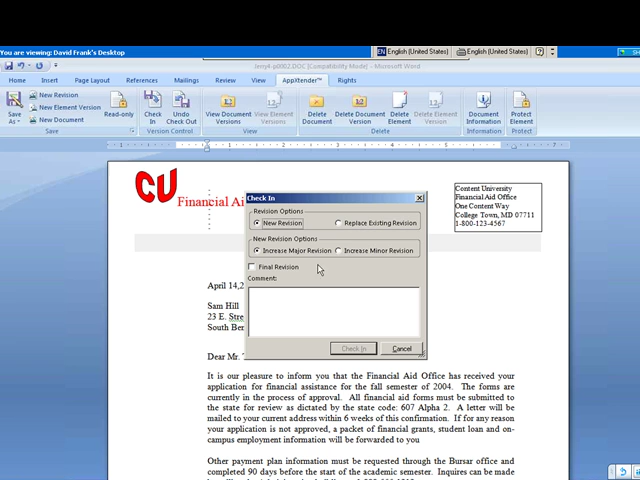 You are viewing: David Frank's Desktop
EN English (United States) English (United States)
[Compatibility Mode] - Microsoft Word
Home Insert Page Layout References Mailings Review View AppXtender™ Rights
Save As
New Revision
New Element Version
New Document
Read-only
Check In
Undo Check Out
View Document Versions
View Element Versions
Delete Document
Delete Document Version
Delete Element
Delete Element Version
Document Information
Protect Element
Save Version Control View Delete Information Protect
CU
Financial Ai
Content University
Financial Aid Office
One Content Way
College Town, MD 07711
1-800-123-4567
Check In
Revision Options
New Revision Replace Existing Revision
New Revision Options
Increase Major Revision Increase Minor Revision
Final Revision
Comment:
Check In Cancel
April 14,2
Sam Hill
23 E. Stre
South Ber
Dear Mr.
It is our pleasure to inform you that the Financial Aid Office has received your
application for financial assistance for the fall semester of 2004. The forms are
currently in the process of approval. All financial aid forms must be submitted to
the state for review as dictated by the state code: 607 Alpha 2. A letter will be
mailed to your current address within 6 weeks of this confirmation. If for any reason
your application is not approved, a packet of financial grants, student loan and on-
campus employment information will be forwarded to you
Other payment plan information must be requested through the Bursar office and
completed 90 days before the start of the academic semester. Inquires can be made